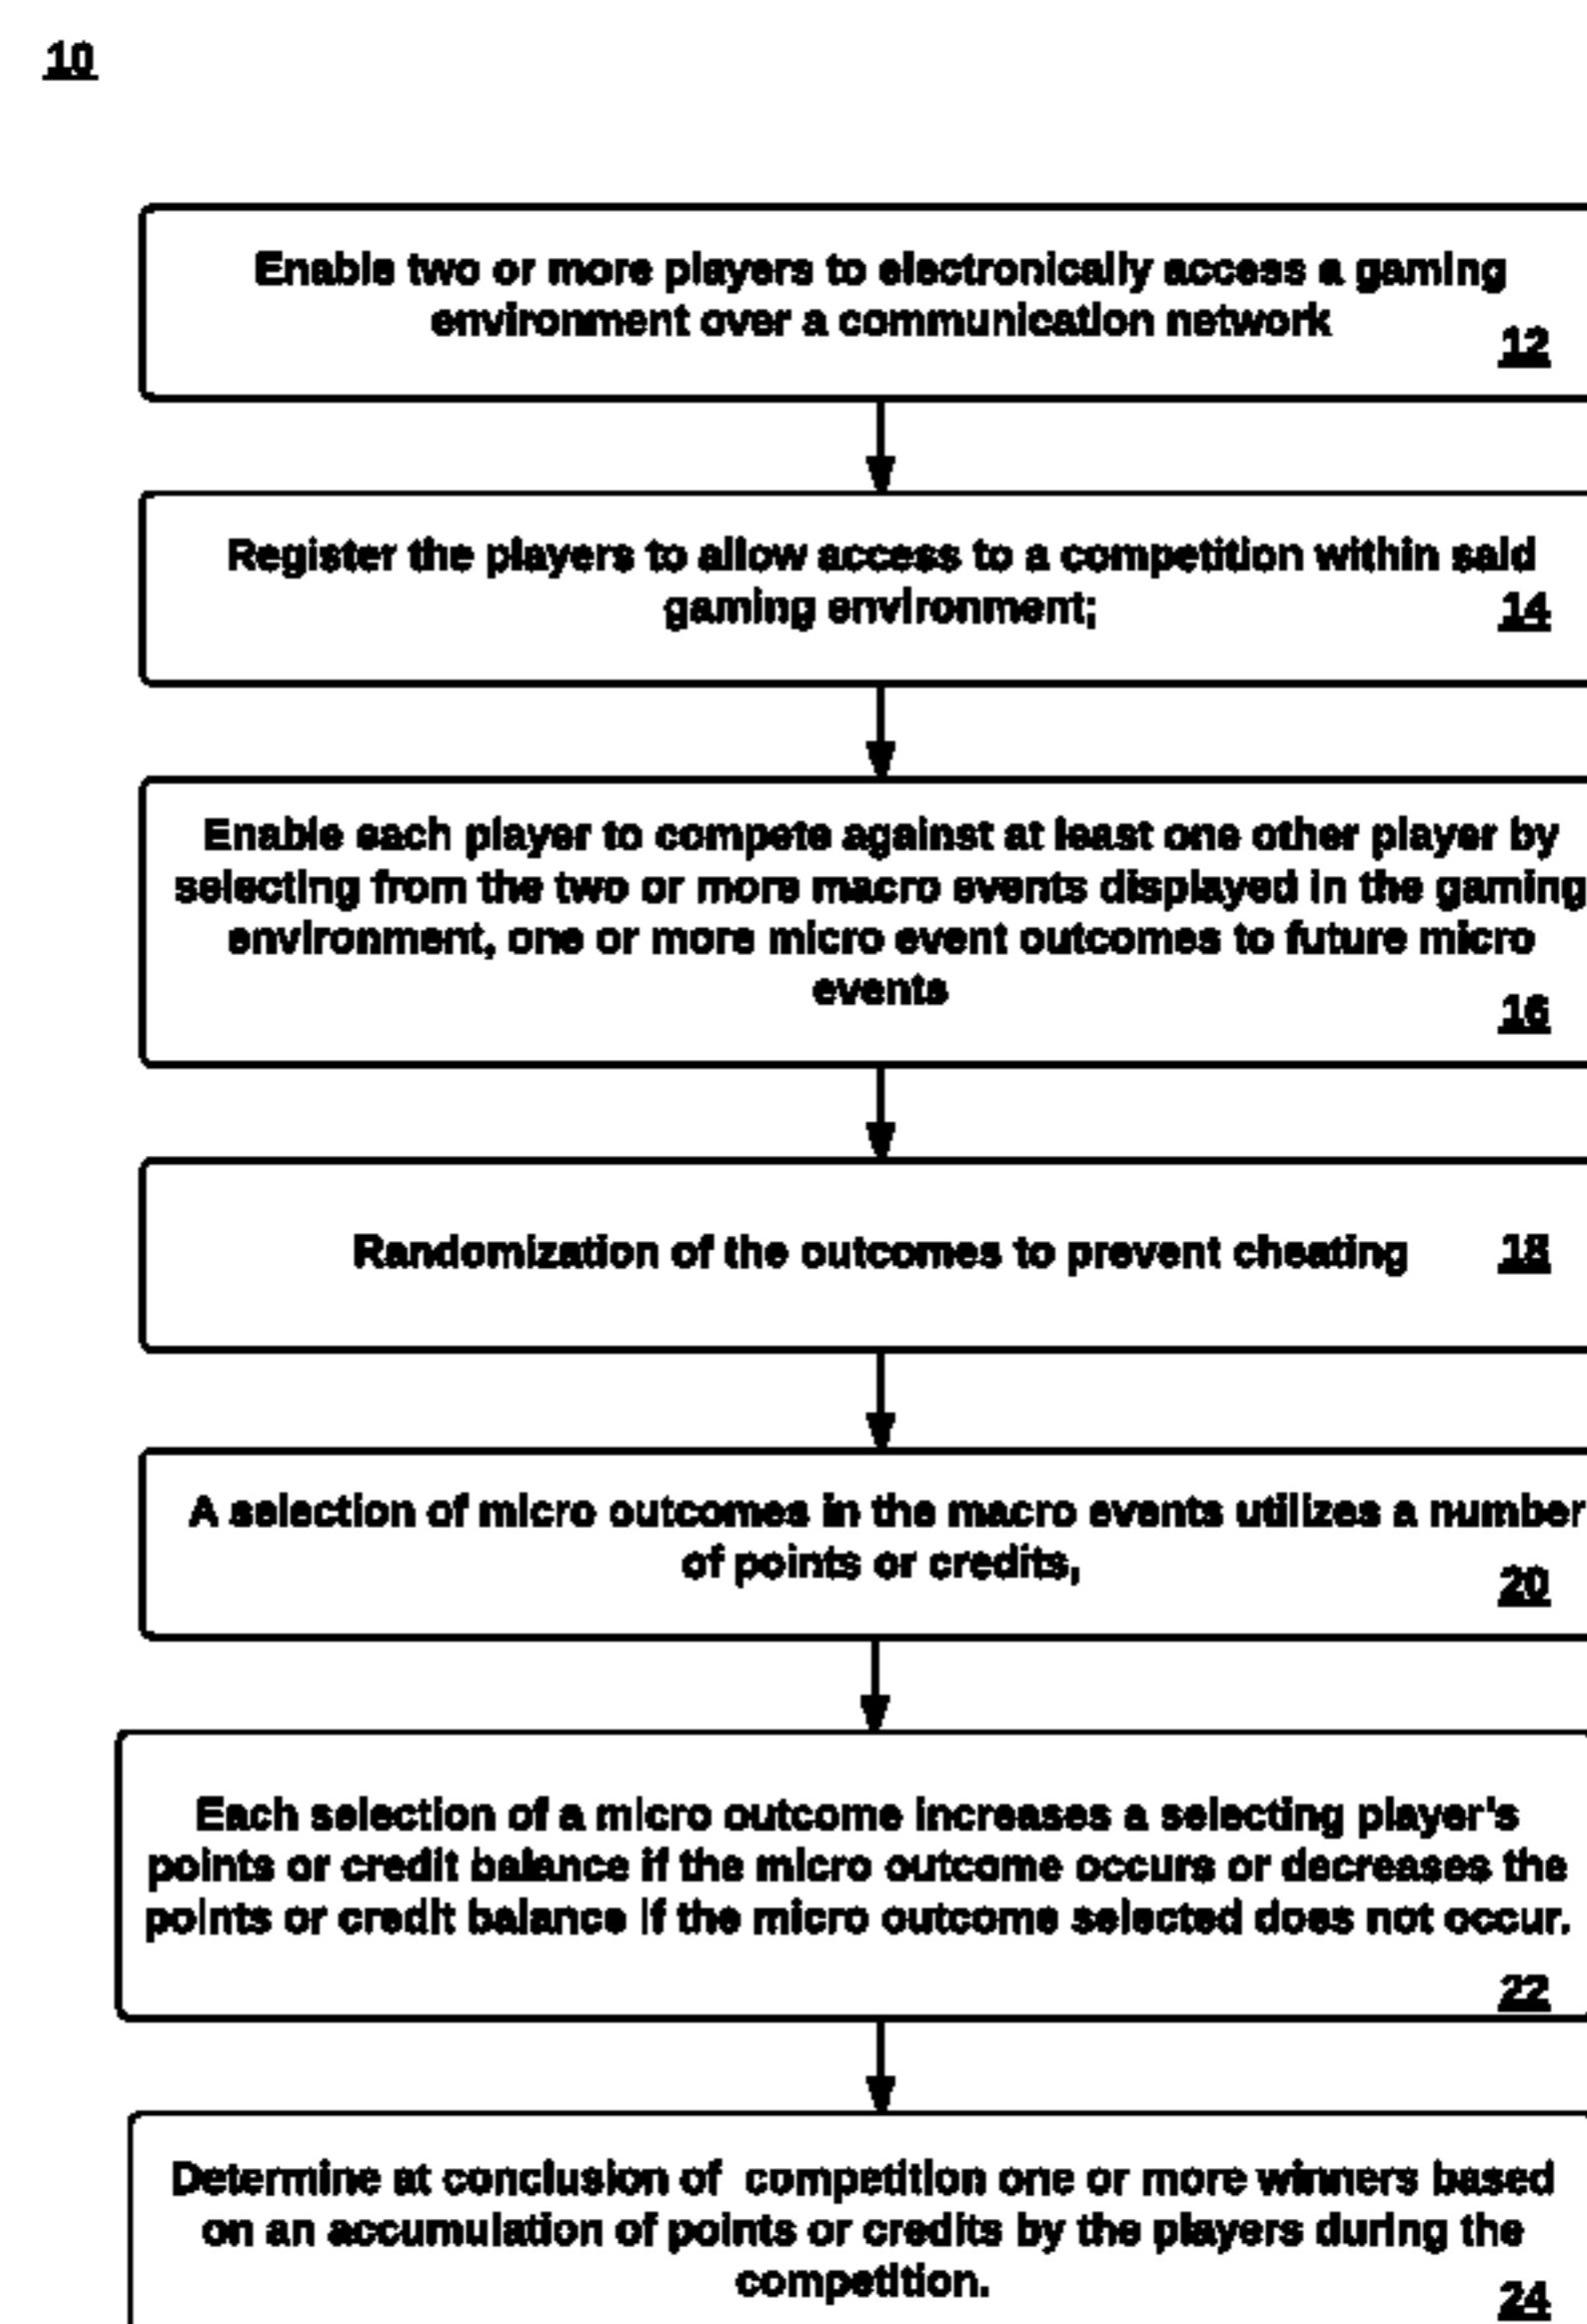 10
Enable two or more players to electronically access a gaming
environment over a communication network
12
Register the players to allow access to a competition within said
gaming environment;
14
Enable each player to compete against at least one other player by
selecting from the two or more macro events displayed in the gaming
environment, one or more micro event outcomes to future micro
events
16
Randomization of the outcomes to prevent cheating
18
A selection of micro outcomes in the macro events utilizes a number
of points or credits,
20
Each selection of a micro outcome increases a selecting player's
points or credit balance if the micro outcome occurs or decreases the
points or credit balance if the micro outcome selected does not occur.
22
Determine at conclusion of competition one or more winners based
on an accumulation of points or credits by the players during the
competition.
24